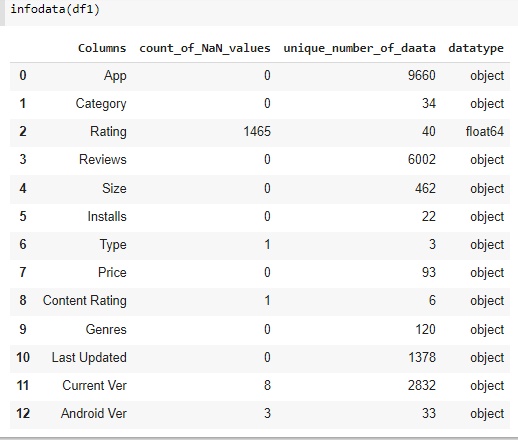 infodata(df1)
Columns count_of_NaN_values unique_number_of_daata datatype
0 App 0 9660 object
1 Category 0 34 object
2 Rating 1465 40 float64
3 Reviews 0 6002 object
4 Size 0 462 object
5 Installs 0 22 object
6 Type 1 3 object
7 Price 0 93 object
8 Content Rating 1 6 object
9 Genres 0 120 object
10 Last Updated 0 1378 object
11 Current Ver 8 2832 object
12 Android Ver 3 33 object